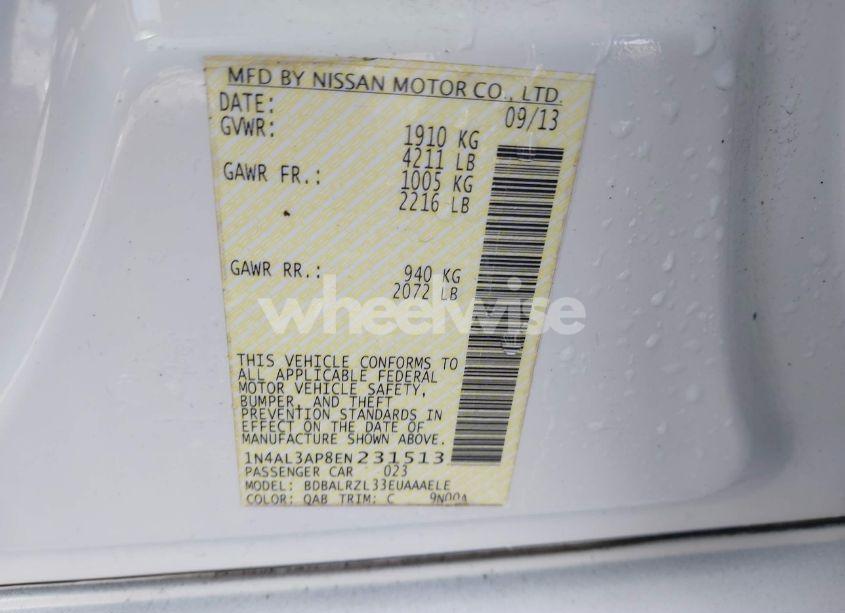 MFD BY NISSAN MOTOR CO., LTD.
DATE: 09/13
GVWR: 1910 KG
4211 LB
GAWR FR.: 1005 KG
2216 LB
GAWR RR.: 940 KG
2072 LB
wheelwise
THIS VEHICLE CONFORMS TO
ALL APPLICABLE FEDERAL
MOTOR VEHICLE SAFETY,
BUMPER, AND THEFT
PREVENTION STANDARDS IN
EFFECT ON THE DATE OF
MANUFACTURE SHOWN ABOVE.
1N4AL3AP8EN231513
PASSENGER CAR 023
MODEL: BDBALRZL33EUAAAELE
COLOR: QAB TRIM: C 9N00A